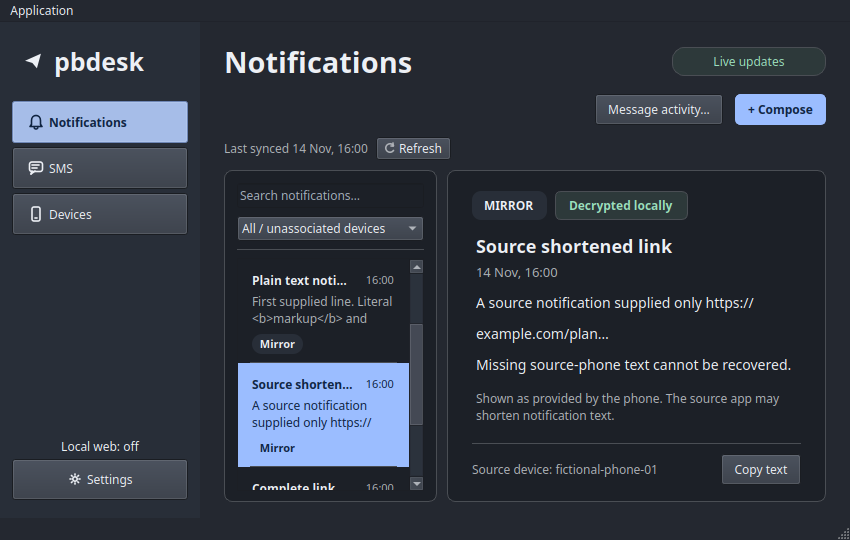 Application
pbdesk
Notifications
SMS
Devices
Local web: off
Settings
Notifications
Live updates
Message activity...
+ Compose
Last synced 14 Nov, 16:00
Refresh
Search notifications...
All / unassociated devices
Plain text noti... 16:00
First supplied line. Literal
<b>markup</b> and
Mirror
Source shorten... 16:00
A source notification
supplied only https://
Mirror
Complete link 16:00
MIRROR
Decrypted locally
Source shortened link
14 Nov, 16:00
A source notification supplied only https://
example.com/plan...
Missing source-phone text cannot be recovered.
Shown as provided by the phone. The source app may
shorten notification text.
Source device: fictional-phone-01
Copy text